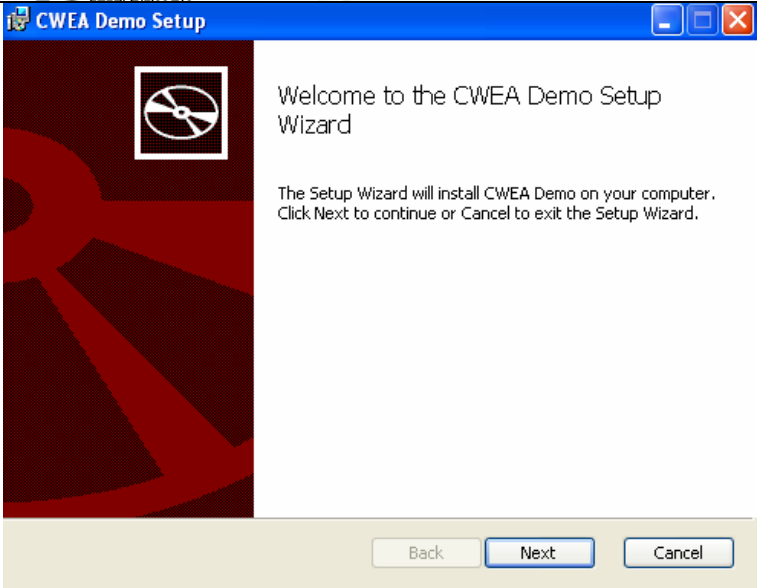 CWEA Demo Setup
Welcome to the CWEA Demo Setup
Wizard
The Setup Wizard will install CWEA Demo on your computer.
Click Next to continue or Cancel to exit the Setup Wizard.
Back Next Cancel